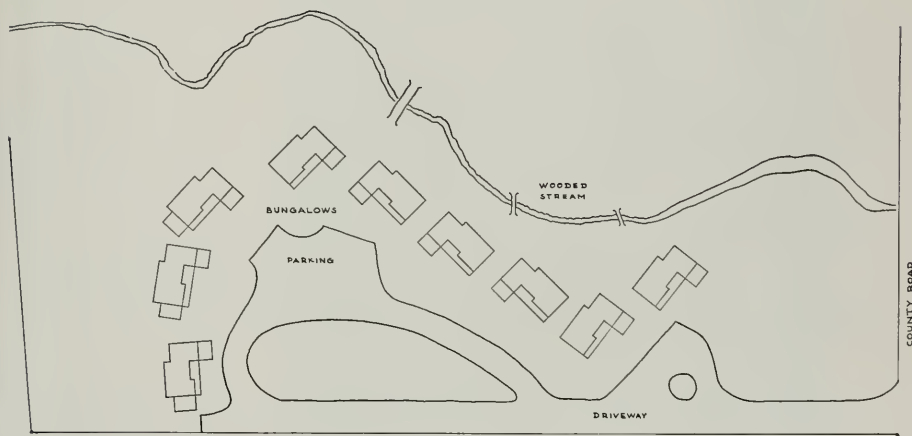 WOODED
STREAM
BUNGALOWS
PARKING
COUNTY ROAD
DRIVEWAY